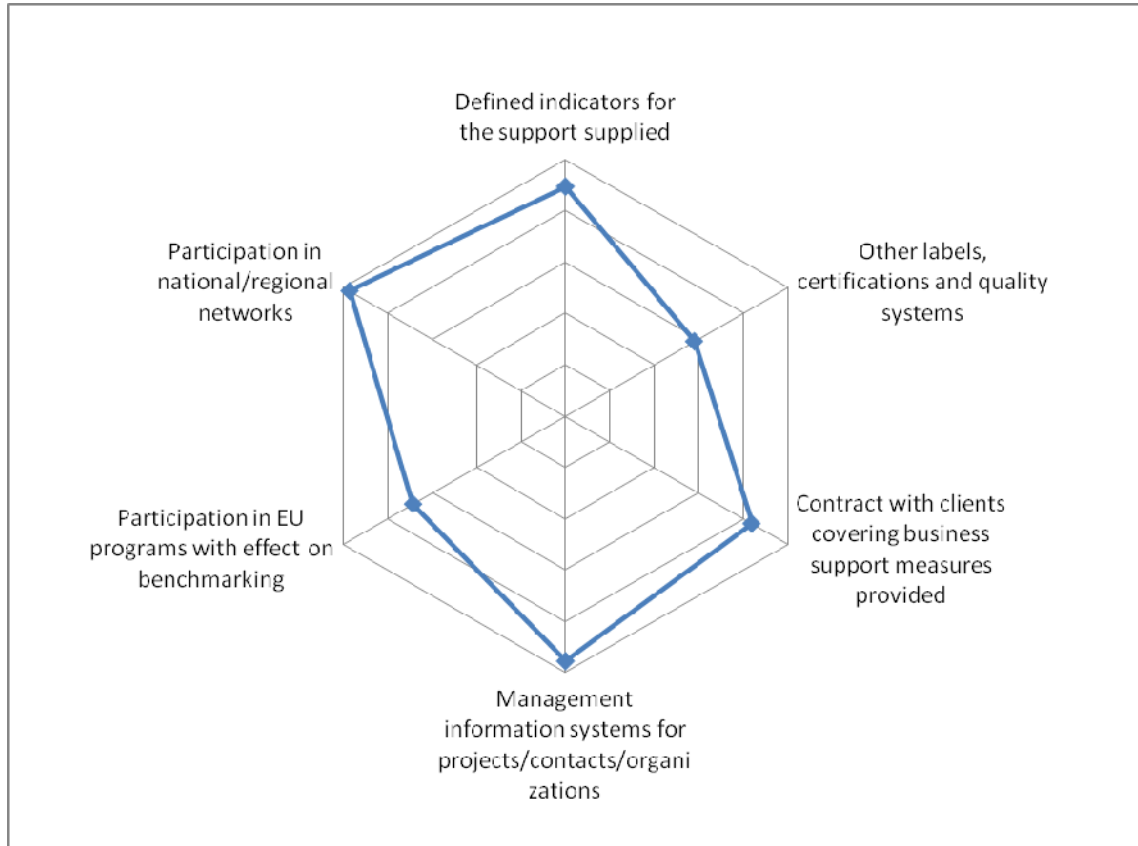 Defined indicators for
the support supplied
Other labels,
certifications and quality
systems
Contract with clients
covering business
support measures
provided
Management
information systems for
projects/contacts/organi
zations
Participation in EU
programs with effect on
benchmarking
Participation in
national/regional
networks